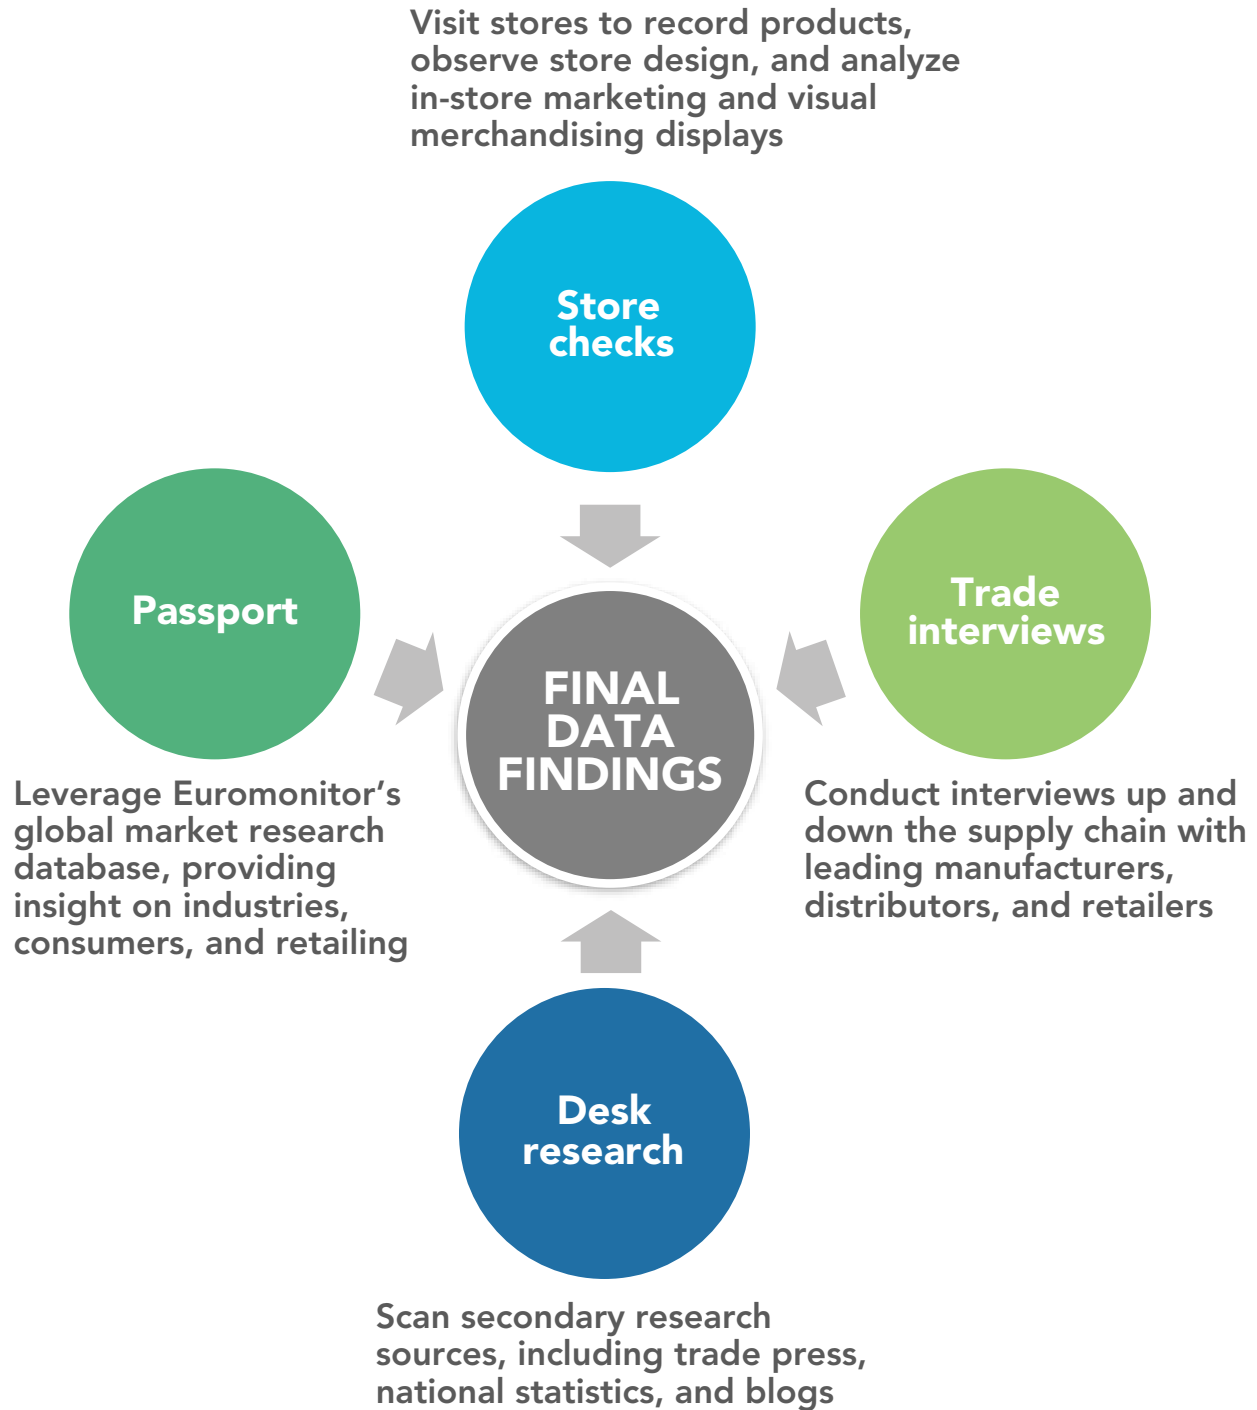 Visit stores to record products,
observe store design, and analyze
in-store marketing and visual
merchandising displays
Store
checks
Passport
Leverage Euromonitor’s
global market research
database, providing
insight on industries,
consumers, and retailing
FINAL
DATA
FINDINGS
Trade
interviews
Conduct interviews up and
down the supply chain with
leading manufacturers,
distributors, and retailers
Desk
research
Scan secondary research
sources, including trade press,
national statistics, and blogs